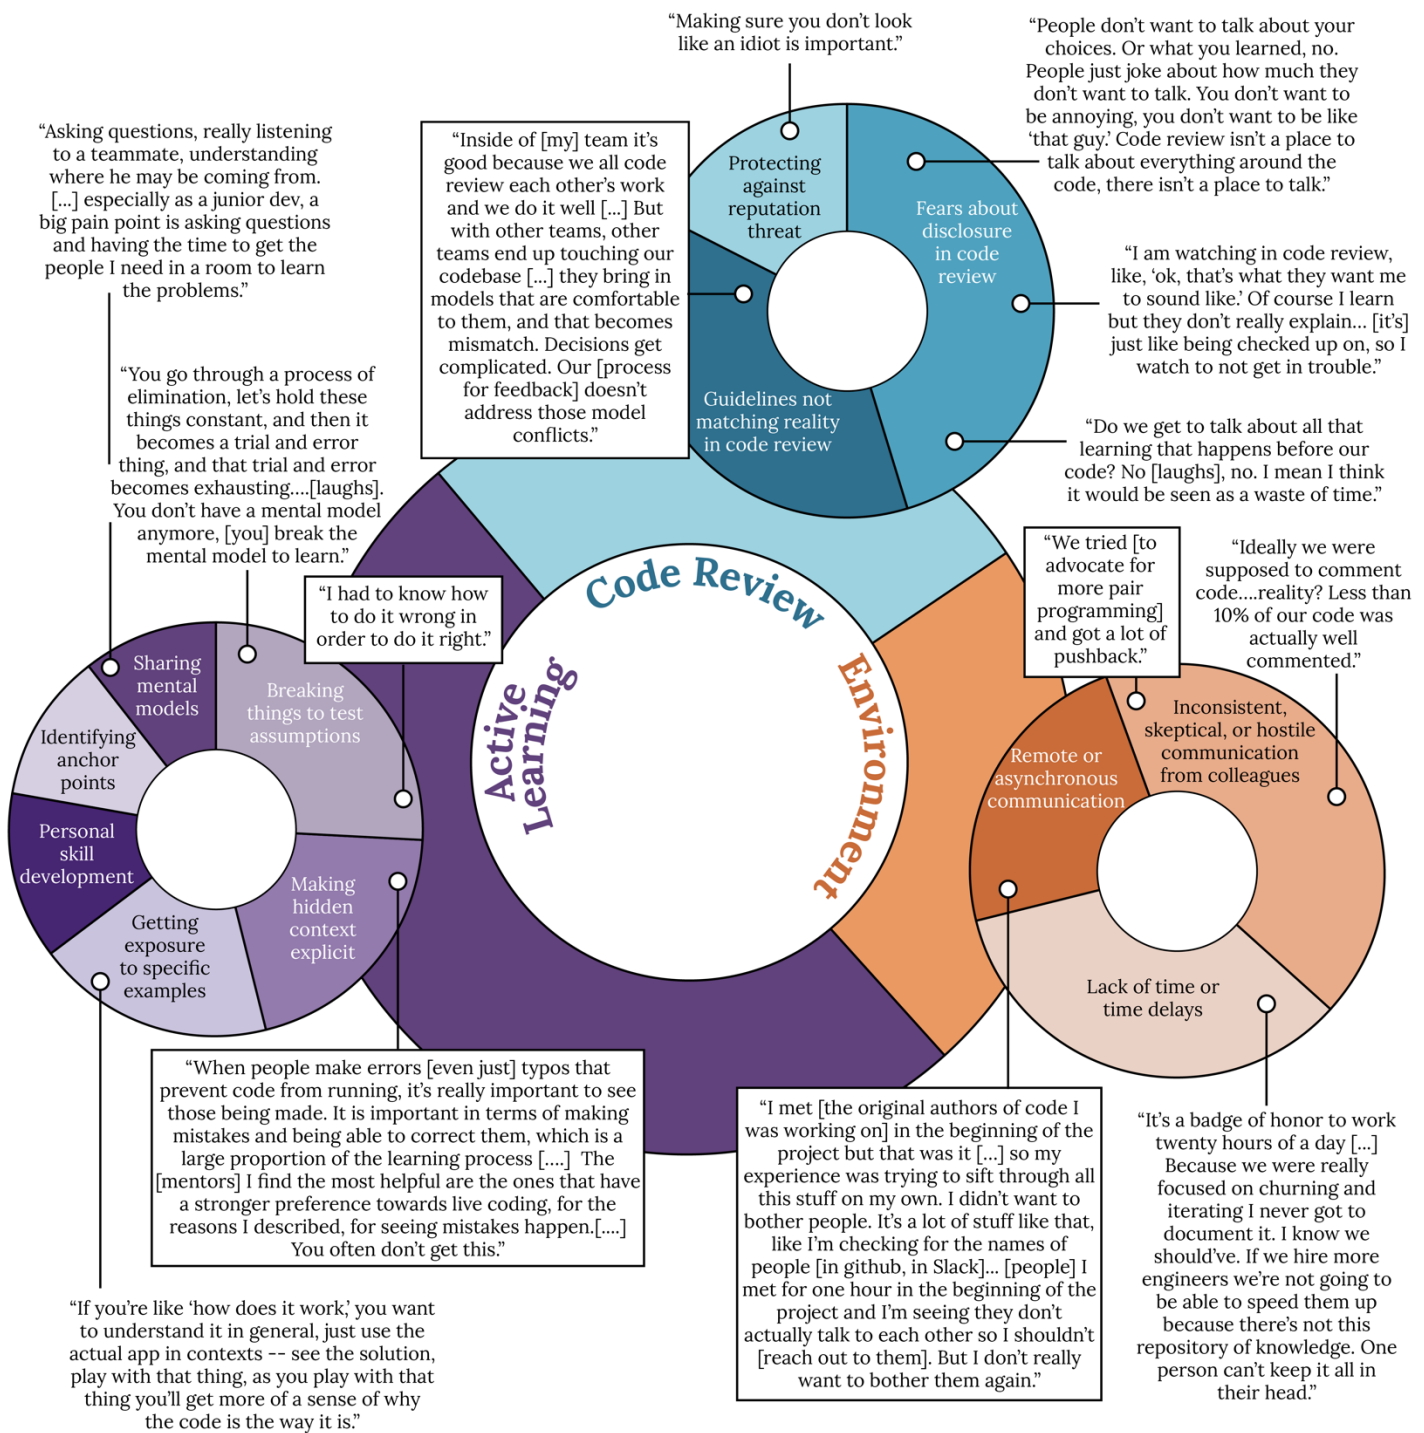 “Making sure you don’t look
like an idiot is important.”
“People don’t want to talk about your
choices. Or what you learned, no.
People just joke about how much they
don’t want to talk. You don’t want to
be annoying, you don’t want to be like
‘that guy.’ Code review isn’t a place to
talk about everything around the
code, there isn’t a place to talk.”
“Asking questions, really listening
to a teammate, understanding
where he may be coming from.
[...] especially as a junior dev, a
big pain point is asking questions
and having the time to get the
people I need in a room to learn
the problems.”
“Inside of [my] team it’s
good because we all code
review each other’s work
and we do it well [...] But
with other teams, other
teams end up touching our
codebase [...] they bring in
models that are comfortable
to them, and that becomes
mismatch. Decisions get
complicated. Our [process
for feedback] doesn’t
address those model
conflicts.”
Protecting
against
reputation
threat
Fears about
disclosure
in code
review
Guidelines not
matching reality
in code review
“I am watching in code review,
like, ‘ok, that’s what they want me
to sound like.’ Of course I learn
but they don’t really explain... [it’s]
just like being checked up on, so I
watch to not get in trouble.”
“Do we get to talk about all that
learning that happens before our
code? No [laughs], no. I mean I think
it would be seen as a waste of time.”
“You go through a process of
elimination, let’s hold these
things constant, and then it
becomes a trial and error
thing, and that trial and error
becomes exhausting....[laughs].
You don’t have a mental model
anymore, [you] break the
mental model to learn.”
“I had to know how
to do it wrong in
order to do it right.”
Code Review
Active
Learning
Environment
“We tried [to
advocate for
more pair
programming]
and got a lot of
pushback.”
“Ideally we were
supposed to comment
code....reality? Less than
10% of our code was
actually well
commented.”
Sharing
mental
models
Breaking
things to test
assumptions
Identifying
anchor
points
Personal
skill
development
Making
hidden
context
explicit
Getting
exposure
to specific
examples
Inconsistent,
skeptical, or hostile
communication
from colleagues
Remote or
asynchronous
communication
Lack of time or
time delays
“When people make errors [even just] typos that
prevent code from running, it’s really important to see
those being made. It is important in terms of making
mistakes and being able to correct them, which is a
large proportion of the learning process [....] The
[mentors] I find the most helpful are the ones that have
a stronger preference towards live coding, for the
reasons I described, for seeing mistakes happen.[....]
You often don’t get this.”
“I met [the original authors of code I
was working on] in the beginning of the
project but that was it [...] so my
experience was trying to sift through all
this stuff on my own. I didn’t want to
bother people. It’s a lot of stuff like that,
like I’m checking for the names of
people [in github, in Slack]... [people] I
met for one hour in the beginning of the
project and I’m seeing they don’t
actually talk to each other so I shouldn’t
[reach out to them]. But I don’t really
want to bother them again.”
“It’s a badge of honor to work
twenty hours of a day [...]
Because we were really
focused on churning and
iterating I never got to
document it. I know we
should’ve. If we hire more
engineers we’re not going to
be able to speed them up
because there’s not this
repository of knowledge. One
person can’t keep it all in
their head.”
“If you’re like ‘how does it work,’ you want
to understand it in general, just use the
actual app in contexts -- see the solution,
play with that thing, as you play with that
thing you’ll get more of a sense of why
the code is the way it is.”